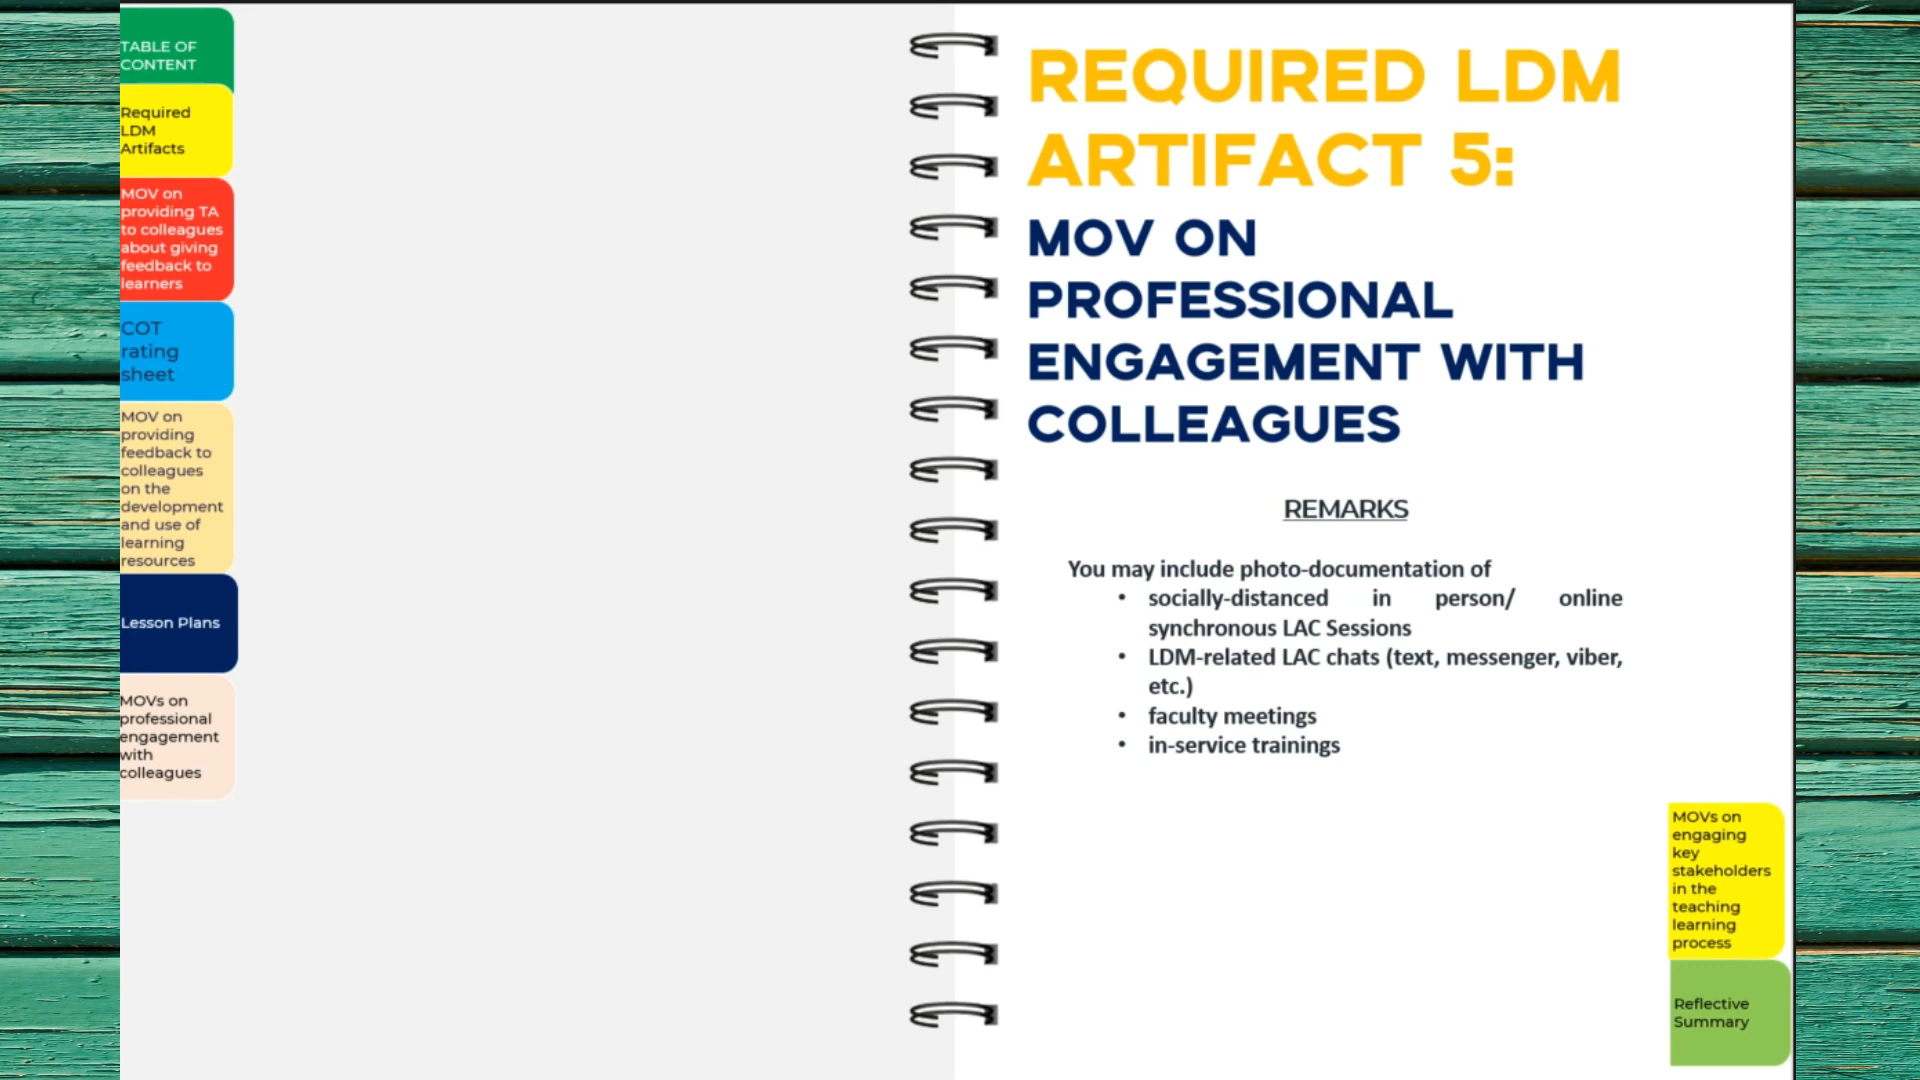 TABLE OF
CONTENT
Required
LDM
Artifacts
MOV on
providing TA
to colleagues
about giving
feedback to
learners
COT
rating
sheet
MOV on
providing
feedback to
colleagues
on the
development
and use of
learning
resources
Lesson Plans
MOVs on
professional
engagement
with
colleagues
REQUIRED LDM
ARTIFACT 5:
MOV ON
PROFESSIONAL
ENGAGEMENT WITH
COLLEAGUES
REMARKS
You may include photo-documentation of
• socially-distanced in person/ online
synchronous LAC Sessions
• LDM-related LAC chats (text, messenger, viber,
etc.)
• faculty meetings
• in-service trainings
MOVs on
engaging
key
stakeholders
in the
teaching
learning
process
Reflective
Summary